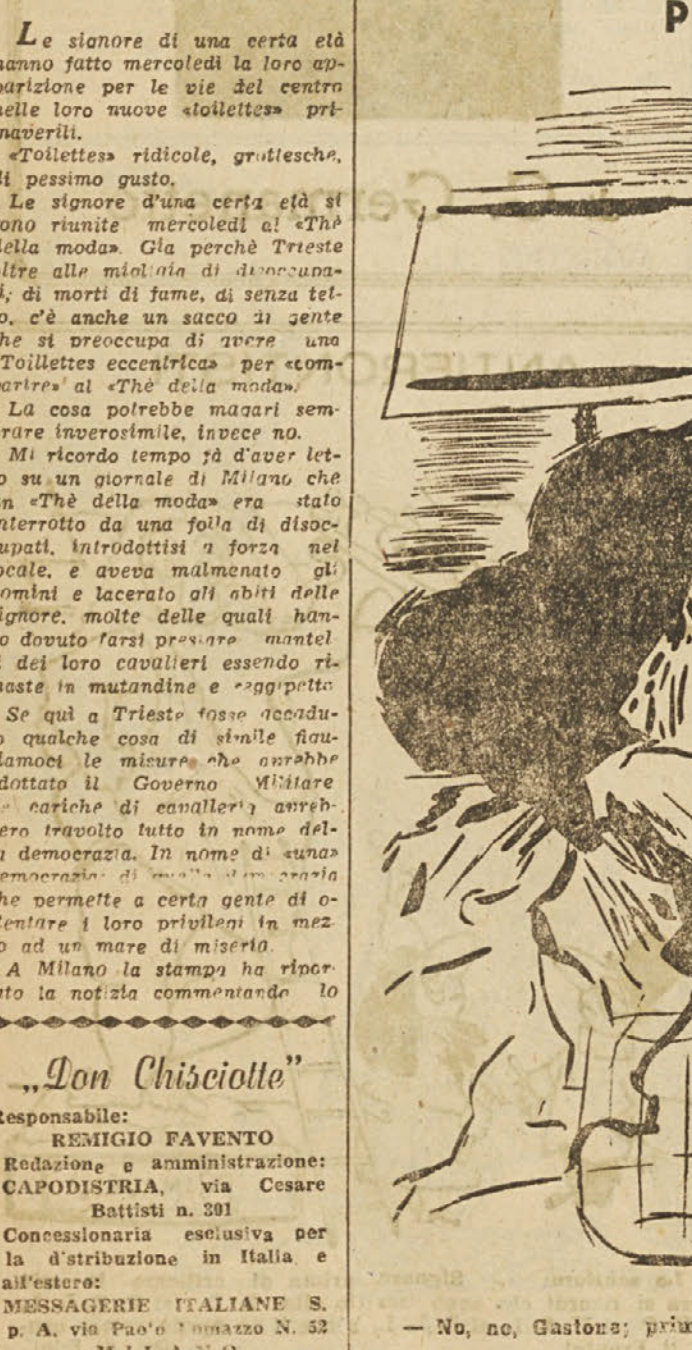 Le signore di una certa età
hanno fatto mercoledì la loro ap-
parizione per le vie del centro
nelle loro nuove «toilettes» pri-
maverili.
«Toilettes» ridicole, grottesche,
di pessimo gusto.
Le signore d'una certa età si
sono riunite mercoledì al «Thè
della moda». Gia perchè Trieste
oltre alle migliaia di disoccupa-
ti, di morti di fame, di senza tet-
to, c'è anche un sacco di gente
che si preoccupa di avere una
«Toillettes eccentrica» per «com-
parire» al «Thè della moda».
La cosa potrebbe magari sem-
brare inverosimile, invece no.
Mi ricordo tempo fà d'aver let-
to su un giornale di Milano che
un «Thè della moda» era stato
interrotto da una folla di disoc-
cupati, introdottisi a forza nel
locale, e aveva malmenato gli
uomini e lacerato gli abiti delle
signore, molte delle quali han-
no dovuto farsi prestare mantel
dei loro cavalieri essendo ri-
maste in mutandine e reggipetto
Se quì a Trieste fosse accadu-
to qualche cosa di simile figu-
riamoci le misure che avrebbe
adottato il Governo Militare
cariche di cavalleria avreb-
bero travolto tutto in nome del-
la democrazia. In nome di «una»
democrazia: di quella democrazia
che permette a certa gente di o-
stentare i loro privilegi in mez
zo ad un mare di miseria.
A Milano la stampa ha ripor-
tato la notizia commentando lo
„Don Chisciotte”
Responsabile:
REMIGIO FAVENTO
Redazione e amministrazione:
CAPODISTRIA, via Cesare
Battisti n. 301
Concessionaria esclusiva per
la d'stribuzione in Italia e
all'estero:
MESSAGERIE ITALIANE S.
p. A. via Paolo Lomazzo N. 52
P
— No, no, Gastone; prim